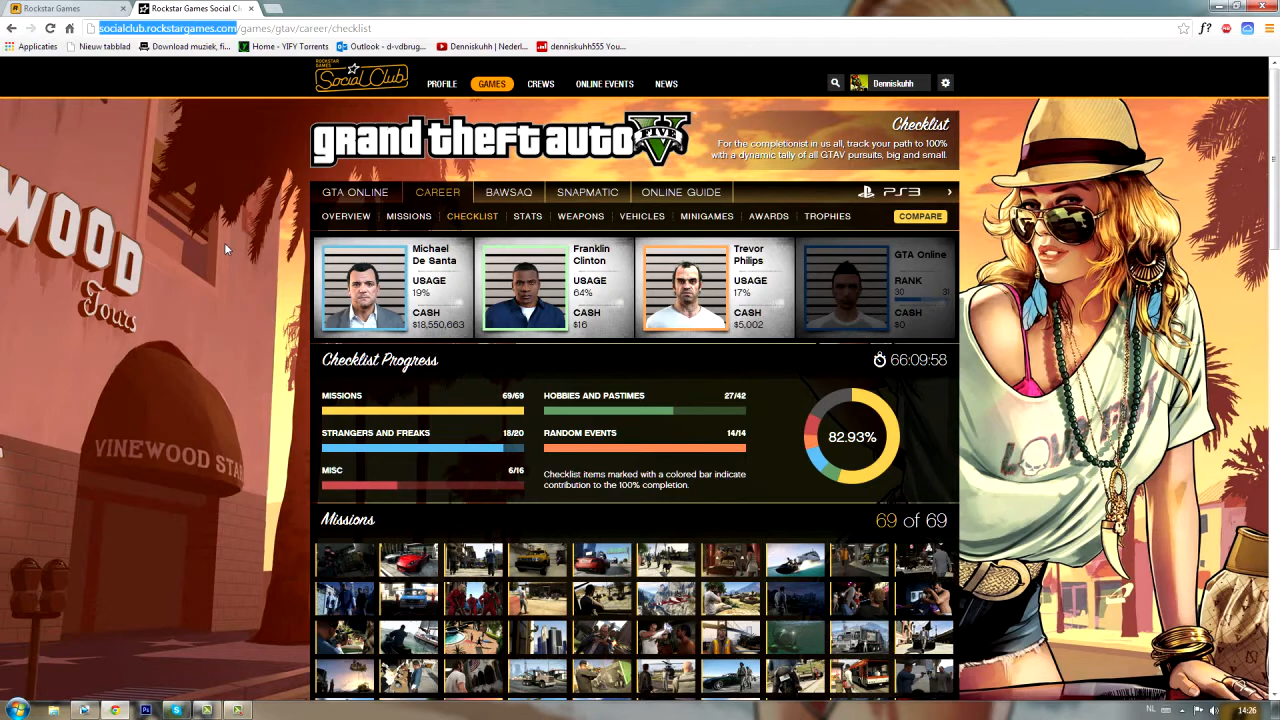 Rockstar Games
Rockstar Games Social Cl
socialclub.rockstargames.com/games/gtav/career/checklist
Applicaties
Nieuw tabblad
Download muziek, fi...
Home - YIFY Torrents
Outlook - d-vdbrug...
Denniskuhh | Nederl...
denniskuhh555 You...
ROCKSTAR GAMES
Social Club
PROFILE
GAMES
CREWS
ONLINE EVENTS
NEWS
Denniskuhh
grand theft auto
FIVE
Checklist
For the completionist in us all, track your path to 100%
with a dynamic tally of all GTAV pursuits, big and small.
GTA ONLINE
CAREER
BAWSAQ
SNAPMATIC
ONLINE GUIDE
PS3
OVERVIEW
MISSIONS
CHECKLIST
STATS
WEAPONS
VEHICLES
MINIGAMES
AWARDS
TROPHIES
COMPARE
Michael
De Santa
USAGE
19%
CASH
$18,550,663
Franklin
Clinton
USAGE
64%
CASH
$16
Trevor
Philips
USAGE
17%
CASH
$5,002
GTA Online
RANK
30 31
CASH
$0
Checklist Progress
66:09:58
MISSIONS 69/69
HOBBIES AND PASTIMES 27/42
STRANGERS AND FREAKS 18/20
RANDOM EVENTS 14/14
MISC 6/16
Checklist items marked with a colored bar indicate
contribution to the 100% completion.
82.93%
Missions
69 of 69
WOOD
Tours
VINEWOOD STA
NL
14:26